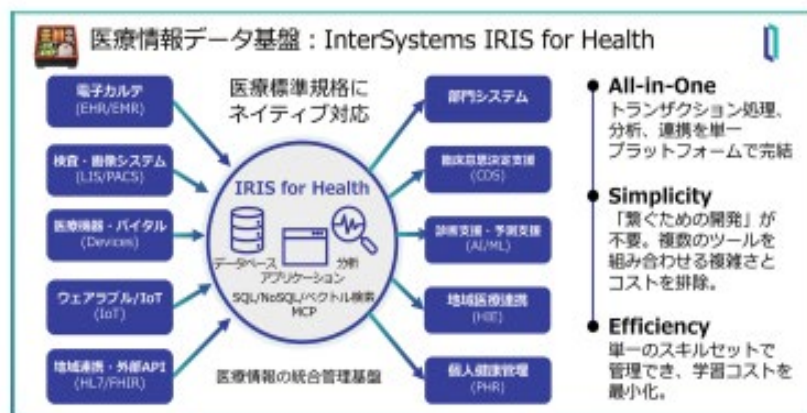 医療情報データ基盤：InterSystems IRIS for Health
電子カルテ
(EHR/EMR)
検査・画像システム
(LIS/PACS)
医療機器・バイタル
(Devices)
ウェアラブル/IoT
(IoT)
地域連携・外部API
(HL7/FHIR)
医療標準規格に
ネイティブ対応
IRIS for Health
データベース
分析
アプリケーション
SQL/NoSQL/ベクトル検索
MCP
医療情報の統合管理基盤
部門システム
臨床意思決定支援
(CDS)
診断支援・予測支援
(AI/ML)
地域医療連携
(HIE)
個人健康管理
(PHR)
All-in-One
トランザクション処理、
分析、連携を単一
プラットフォームで完結
Simplicity
「繋ぐための開発」が
不要。複数のツールを
組み合わせる複雑さと
コストを排除。
Efficiency
単一のスキルセットで
管理でき、学習コストを
最小化。